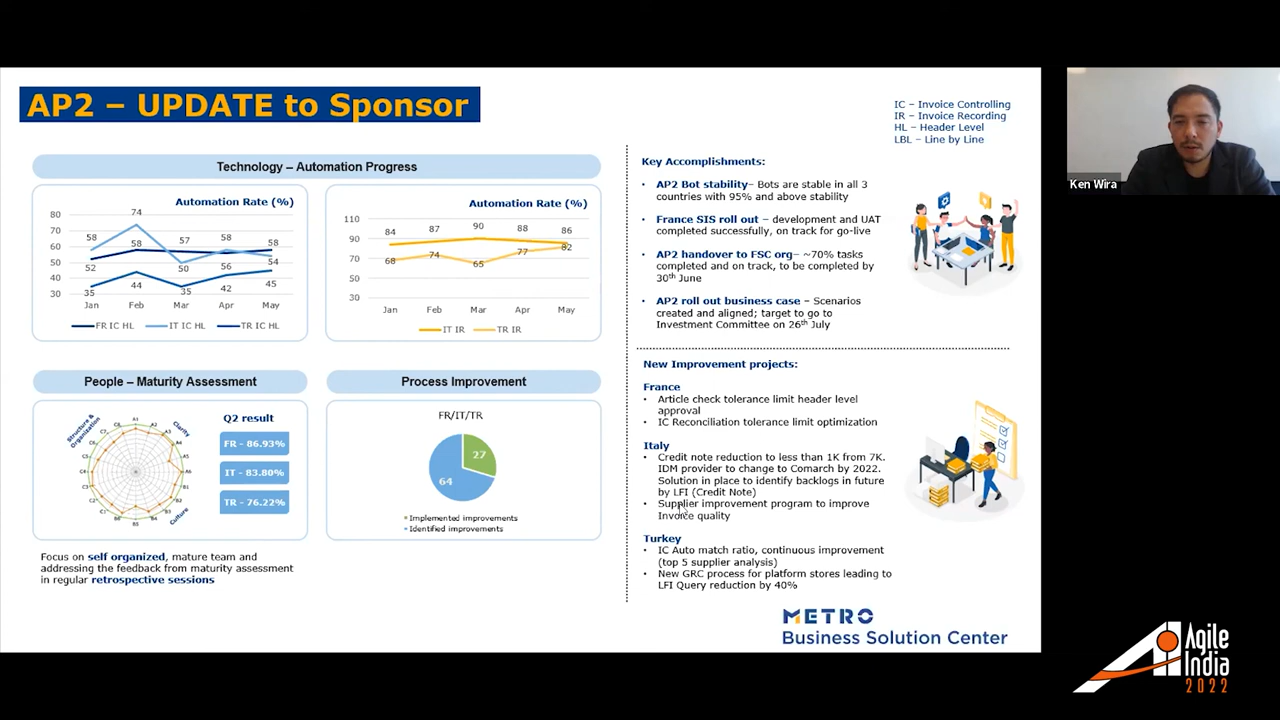 AP2 – UPDATE to Sponsor
IC – Invoice Controlling
IR – Invoice Recording
HL – Header Level
LBL – Line by Line
Technology – Automation Progress
Automation Rate (%)
80
70
60
50
40
30
58
74
58
57
58
58
52
50
54
35
44
35
56
42
45
Jan
Feb
Mar
Apr
May
FR IC HL
IT IC HL
TR IC HL
Automation Rate (%)
110
90
70
50
30
84
87
90
88
86
68
74
65
77
82
Jan
Feb
Mar
Apr
May
IT IR
TR IR
People – Maturity Assessment
Structure & Organization
Clarity
Culture
Q2 result
FR - 86.93%
IT - 83.80%
TR - 76.22%
Focus on self organized, mature team and
addressing the feedback from maturity assessment
in regular retrospective sessions
Process Improvement
FR/IT/TR
27
64
Implemented improvements
Identified improvements
Key Accomplishments:
• AP2 Bot stability– Bots are stable in all 3
countries with 95% and above stability
• France SIS roll out – development and UAT
completed successfully, on track for go-live
• AP2 handover to FSC org– ~70% tasks
completed and on track, to be completed by
30th June
• AP2 roll out business case – Scenarios
created and aligned; target to go to
Investment Committee on 26th July
New Improvement projects:
France
• Article check tolerance limit header level
approval
• IC Reconciliation tolerance limit optimization
Italy
• Credit note reduction to less than 1K from 7K.
IDM provider to change to Comarch by 2022.
Solution in place to identify backlogs in future
by LFI (Credit Note)
• Supplier improvement program to improve
Invoice quality
Turkey
• IC Auto match ratio, continuous improvement
(top 5 supplier analysis)
• New GRC process for platform stores leading to
LFI Query reduction by 40%
METRO
Business Solution Center
Ken Wira
Agile
India
2022